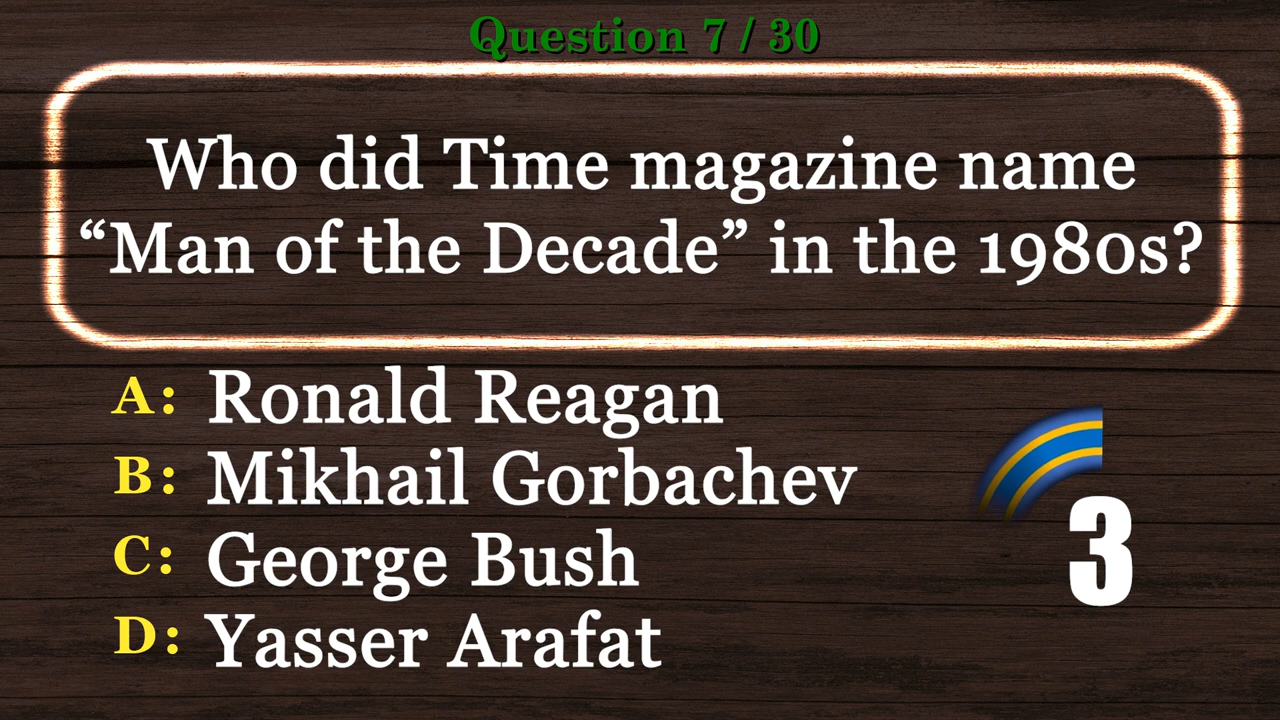 Question 7 / 30
Who did Time magazine name
“Man of the Decade” in the 1980s?
A: Ronald Reagan
B: Mikhail Gorbachev
C: George Bush
D: Yasser Arafat
3